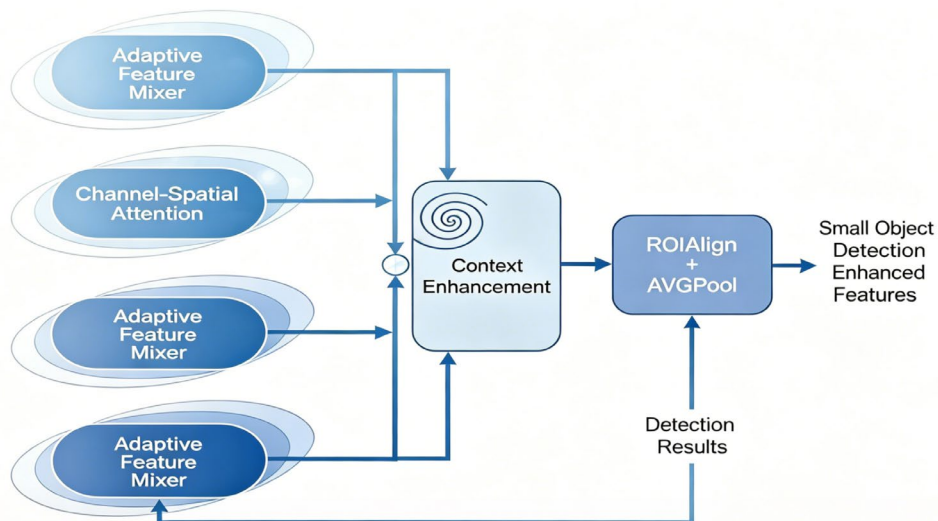 Adaptive
Feature
Mixer
Channel-Spatial
Attention
Adaptive
Feature
Mixer
Adaptive
Feature
Mixer
Context
Enhancement
ROIAlign
+
AVGPool
Small Object
Detection
Enhanced
Features
Detection
Results